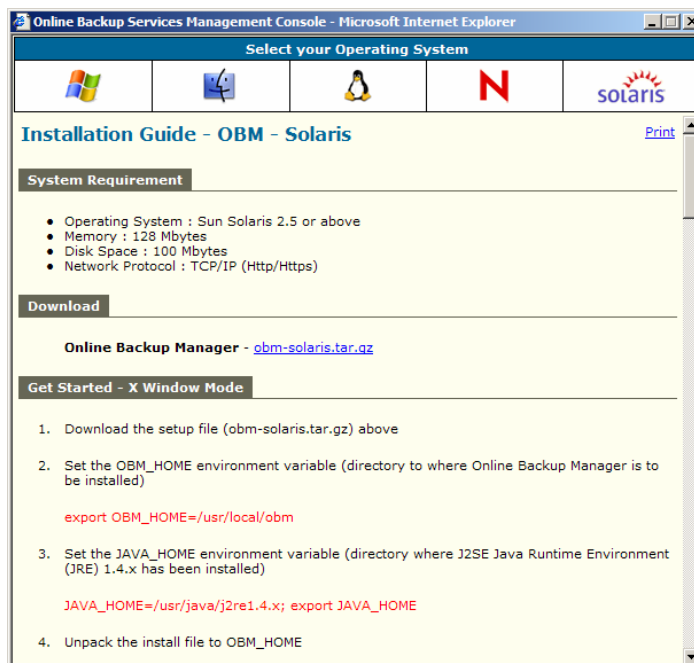 Online Backup Services Management Console - Microsoft Internet Explorer
Select your Operating System
N
solaris
Installation Guide - OBM - Solaris
Print
System Requirement
• Operating System : Sun Solaris 2.5 or above
• Memory : 128 Mbytes
• Disk Space : 100 Mbytes
• Network Protocol : TCP/IP (Http/Https)
Download
Online Backup Manager - obm-solaris.tar.gz
Get Started - X Window Mode
1. Download the setup file (obm-solaris.tar.gz) above
2. Set the OBM_HOME environment variable (directory to where Online Backup Manager is to
be installed)
export OBM_HOME=/usr/local/obm
3. Set the JAVA_HOME environment variable (directory where J2SE Java Runtime Environment
(JRE) 1.4.x has been installed)
JAVA_HOME=/usr/java/j2re1.4.x; export JAVA_HOME
4. Unpack the install file to OBM_HOME